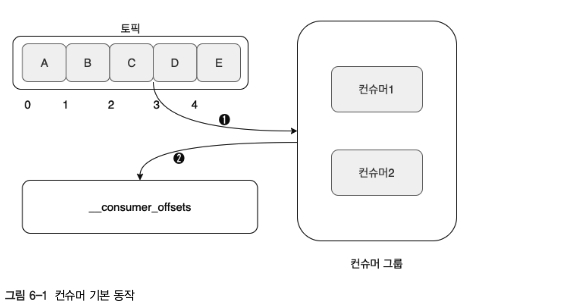 토픽
A B C D E
0 1 2 3 4
❶
컨슈머1
❷
컨슈머2
__consumer_offsets
컨슈머 그룹
그림 6-1 컨슈머 기본 동작